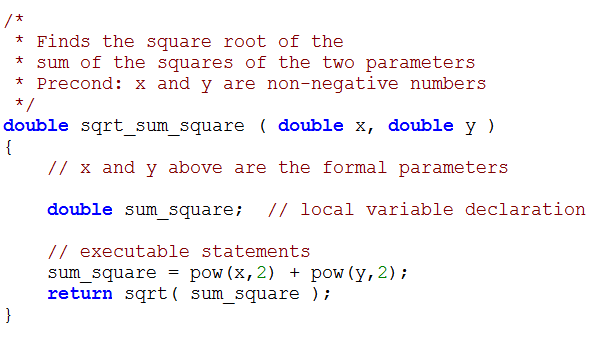 /*
 * Finds the square root of the
 * sum of the squares of the two parameters
 * Precond: x and y are non-negative numbers
 */
double sqrt_sum_square ( double x, double y )
{
    // x and y above are the formal parameters
    double sum_square;  // local variable declaration
    // executable statements
    sum_square = pow(x,2) + pow(y,2);
    return sqrt( sum_square );
}